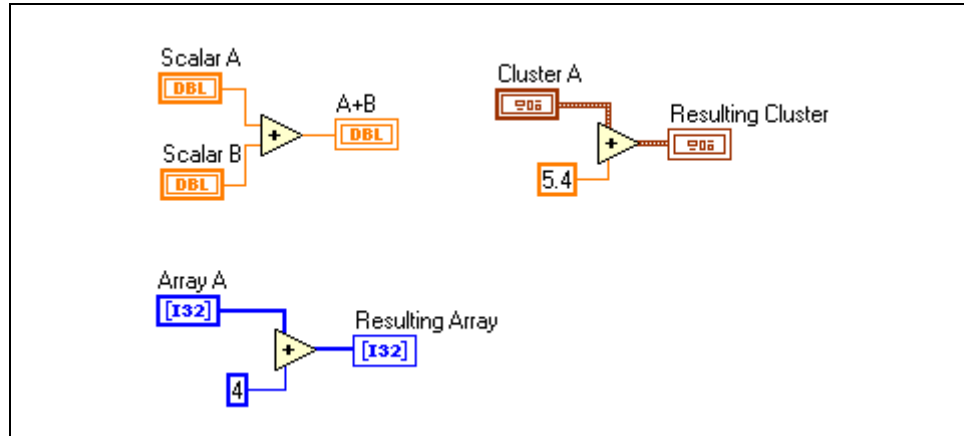 Scalar A
DBL
Scalar B
DBL
+
A+B
DBL
Cluster A
+
5.4
Resulting Cluster
Array A
[I32]
4
+
Resulting Array
[I32]